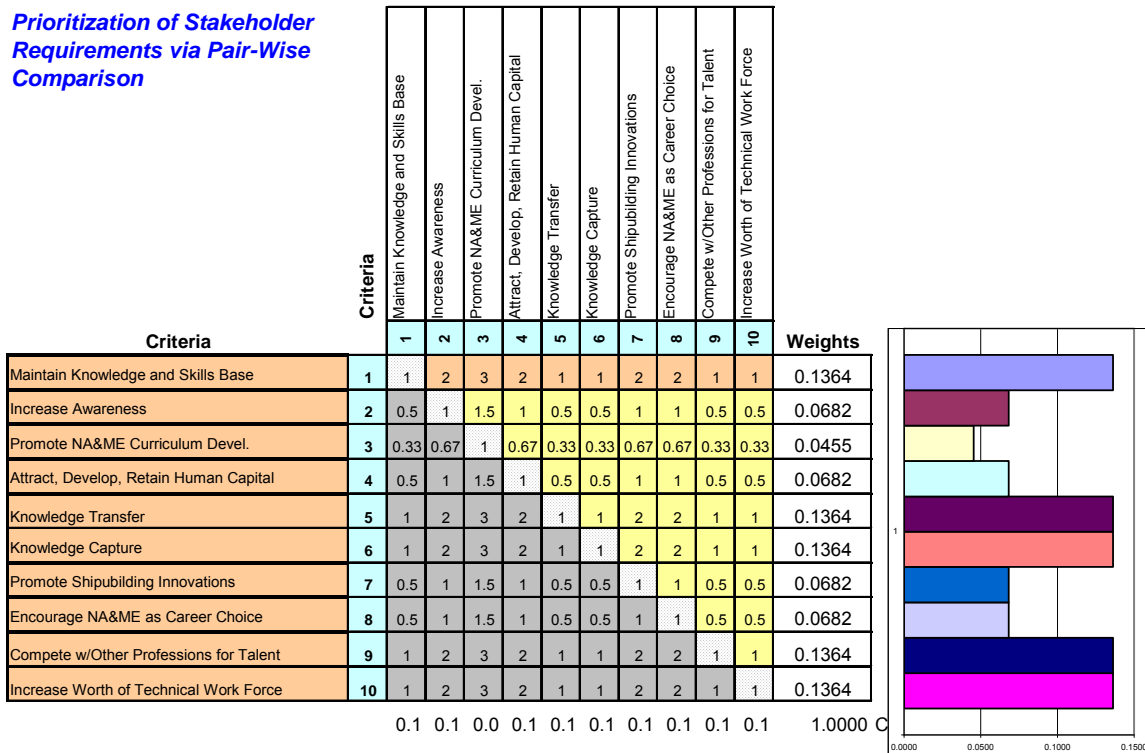 Prioritization of Stakeholder
Requirements via Pair-Wise
Comparison
Criteria
Maintain Knowledge and Skills Base
Increase Awareness
Promote NA&ME Curriculum Devel.
Attract, Develop, Retain Human Capital
Knowledge Transfer
Knowledge Capture
Promote Shipubilding Innovations
Encourage NA&ME as Career Choice
Compete w/Other Professions for Talent
Increase Worth of Technical Work Force
Criteria 1 2 3 4 5 6 7 8 9 10 Weights
Maintain Knowledge and Skills Base 1 1 2 3 2 1 1 2 2 1 1 0.1364
Increase Awareness 2 0.5 1 1.5 1 0.5 0.5 1 1 0.5 0.5 0.0682
Promote NA&ME Curriculum Devel. 3 0.33 0.67 1 0.67 0.33 0.33 0.67 0.67 0.33 0.33 0.0455
Attract, Develop, Retain Human Capital 4 0.5 1 1.5 1 0.5 0.5 1 1 0.5 0.5 0.0682
Knowledge Transfer 5 1 2 3 2 1 1 2 2 1 1 0.1364
Knowledge Capture 6 1 2 3 2 1 1 2 2 1 1 0.1364
Promote Shipubilding Innovations 7 0.5 1 1.5 1 0.5 0.5 1 1 0.5 0.5 0.0682
Encourage NA&ME as Career Choice 8 0.5 1 1.5 1 0.5 0.5 1 1 0.5 0.5 0.0682
Compete w/Other Professions for Talent 9 1 2 3 2 1 1 2 2 1 1 0.1364
Increase Worth of Technical Work Force 10 1 2 3 2 1 1 2 2 1 1 0.1364
0.1 0.1 0.0 0.1 0.1 0.1 0.1 0.1 0.1 0.1 1.0000 C
1
0.0000 0.0500 0.1000 0.1500